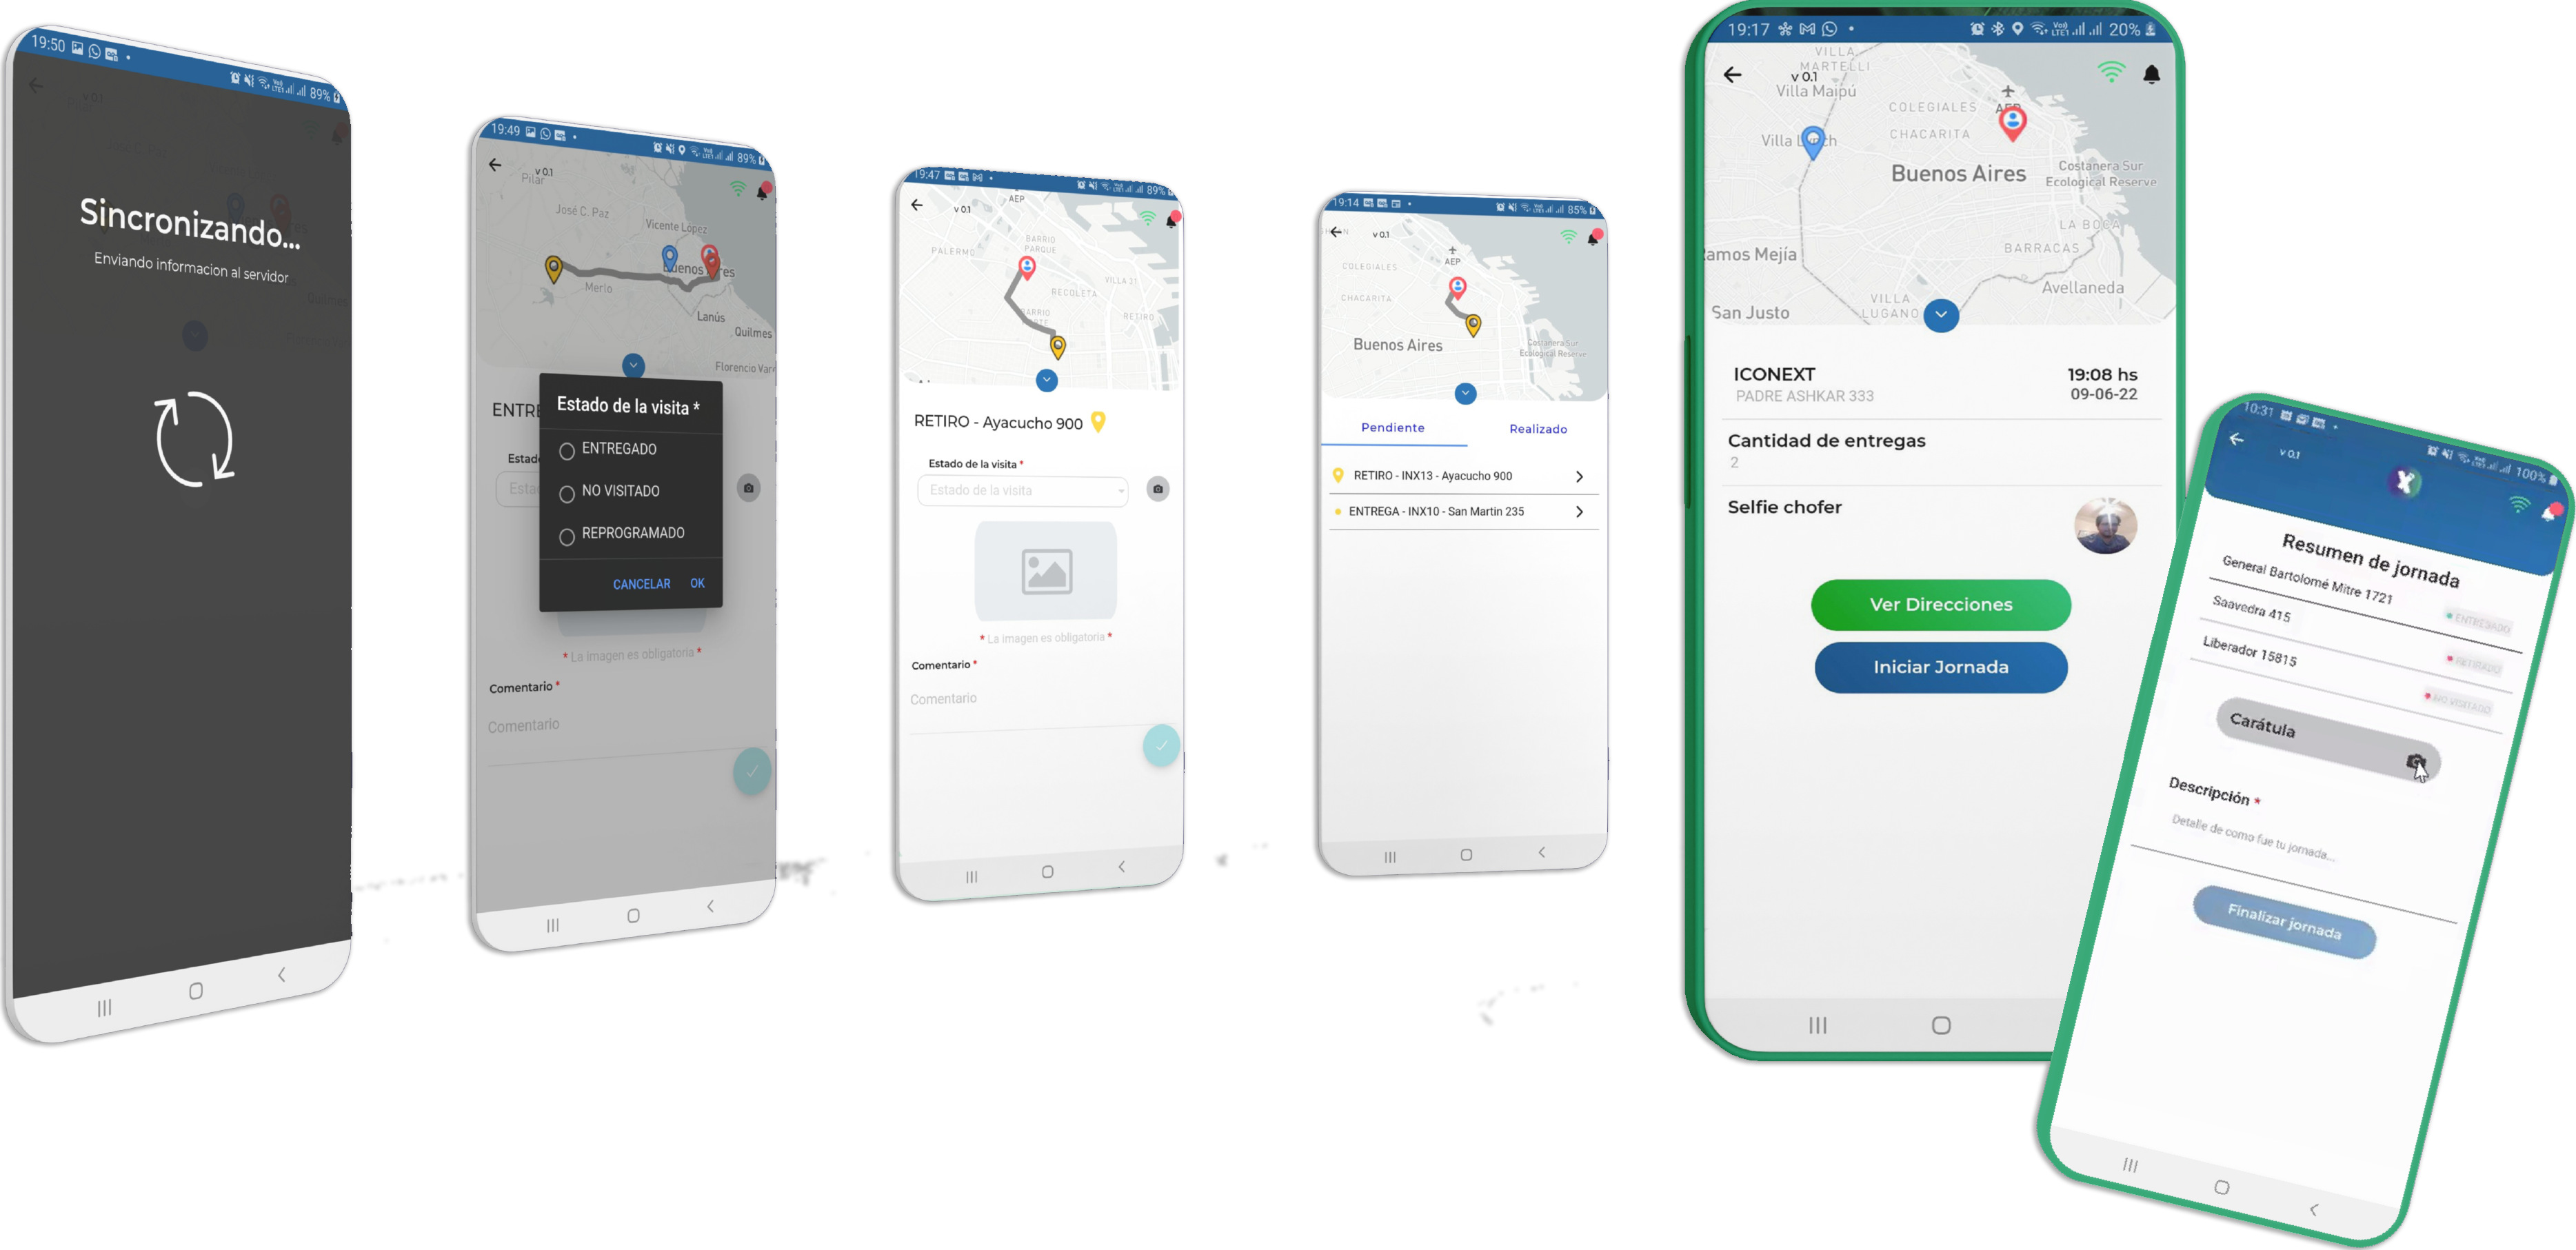 19:50
89%
v 0.1
Sincronizando...
Enviando informacion al servidor
19:49
89%
v 0.1
Pilar
José C. Paz
Vicente López
Merlo
Lanús
Quilmes
Florencio Var
ENTRE
Estado de la visita *
ENTREGADO
NO VISITADO
REPROGRAMADO
CANCELAR OK
* La imagen es obligatoria *
Comentario *
Comentario
19:47
89%
v 0.1
AEP
PALERMO
BARRIO PARQUE
VILLA 31
RECOLETA
RETIRO
RETIRO - Ayacucho 900
Estado de la visita *
Estado de la visita
* La imagen es obligatoria *
Comentario *
Comentario
19:14
85%
v 0.1
AEP
COLEGIALES
CHACARITA
Buenos Aires
Costanera Sur
Ecological Reserve
Pendiente Realizado
RETIRO - INX13 - Ayacucho 900
ENTREGA - INX10 - San Martin 235
19:17
20%
VILLA MARTELLI
v 0.1
Villa Maipú
COLEGIALES
AEP
CHACARITA
Buenos Aires
Costanera Sur
Ecological Reserve
LA BOCA
BARRACAS
amos Mejía
Avellaneda
VILLA LUGANO
San Justo
ICONEXT 19:08 hs
PADRE ASHKAR 333 09-06-22
Cantidad de entregas
2
Selfie chofer
Ver Direcciones
Iniciar Jornada
10:31
100%
v 0.1
Resumen de jornada
General Bartolomé Mitre 1721
ENTREGADO
Saavedra 415
RETIRADO
Liberador 15815
NO VISITADO
Carátula
Descripción *
Detalle de como fue tu jornada...
Finalizar jornada